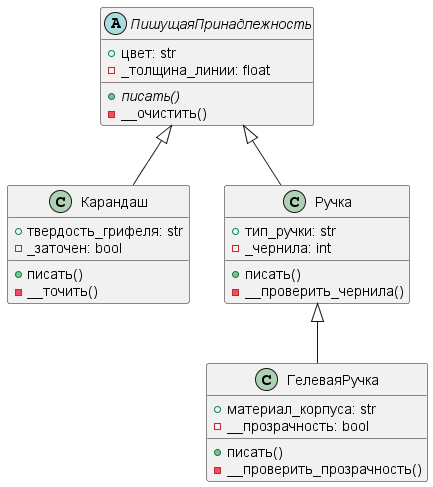 A ПишущаяПринадлежность
цвет: str
_толщина_линии: float
писать()
__очистить()
C Карандаш
твердость_грифеля: str
_заточен: bool
писать()
__точить()
C Ручка
тип_ручки: str
_чернила: int
писать()
__проверить_чернила()
C ГелеваяРучка
материал_корпуса: str
__прозрачность: bool
писать()
__проверить_прозрачность()